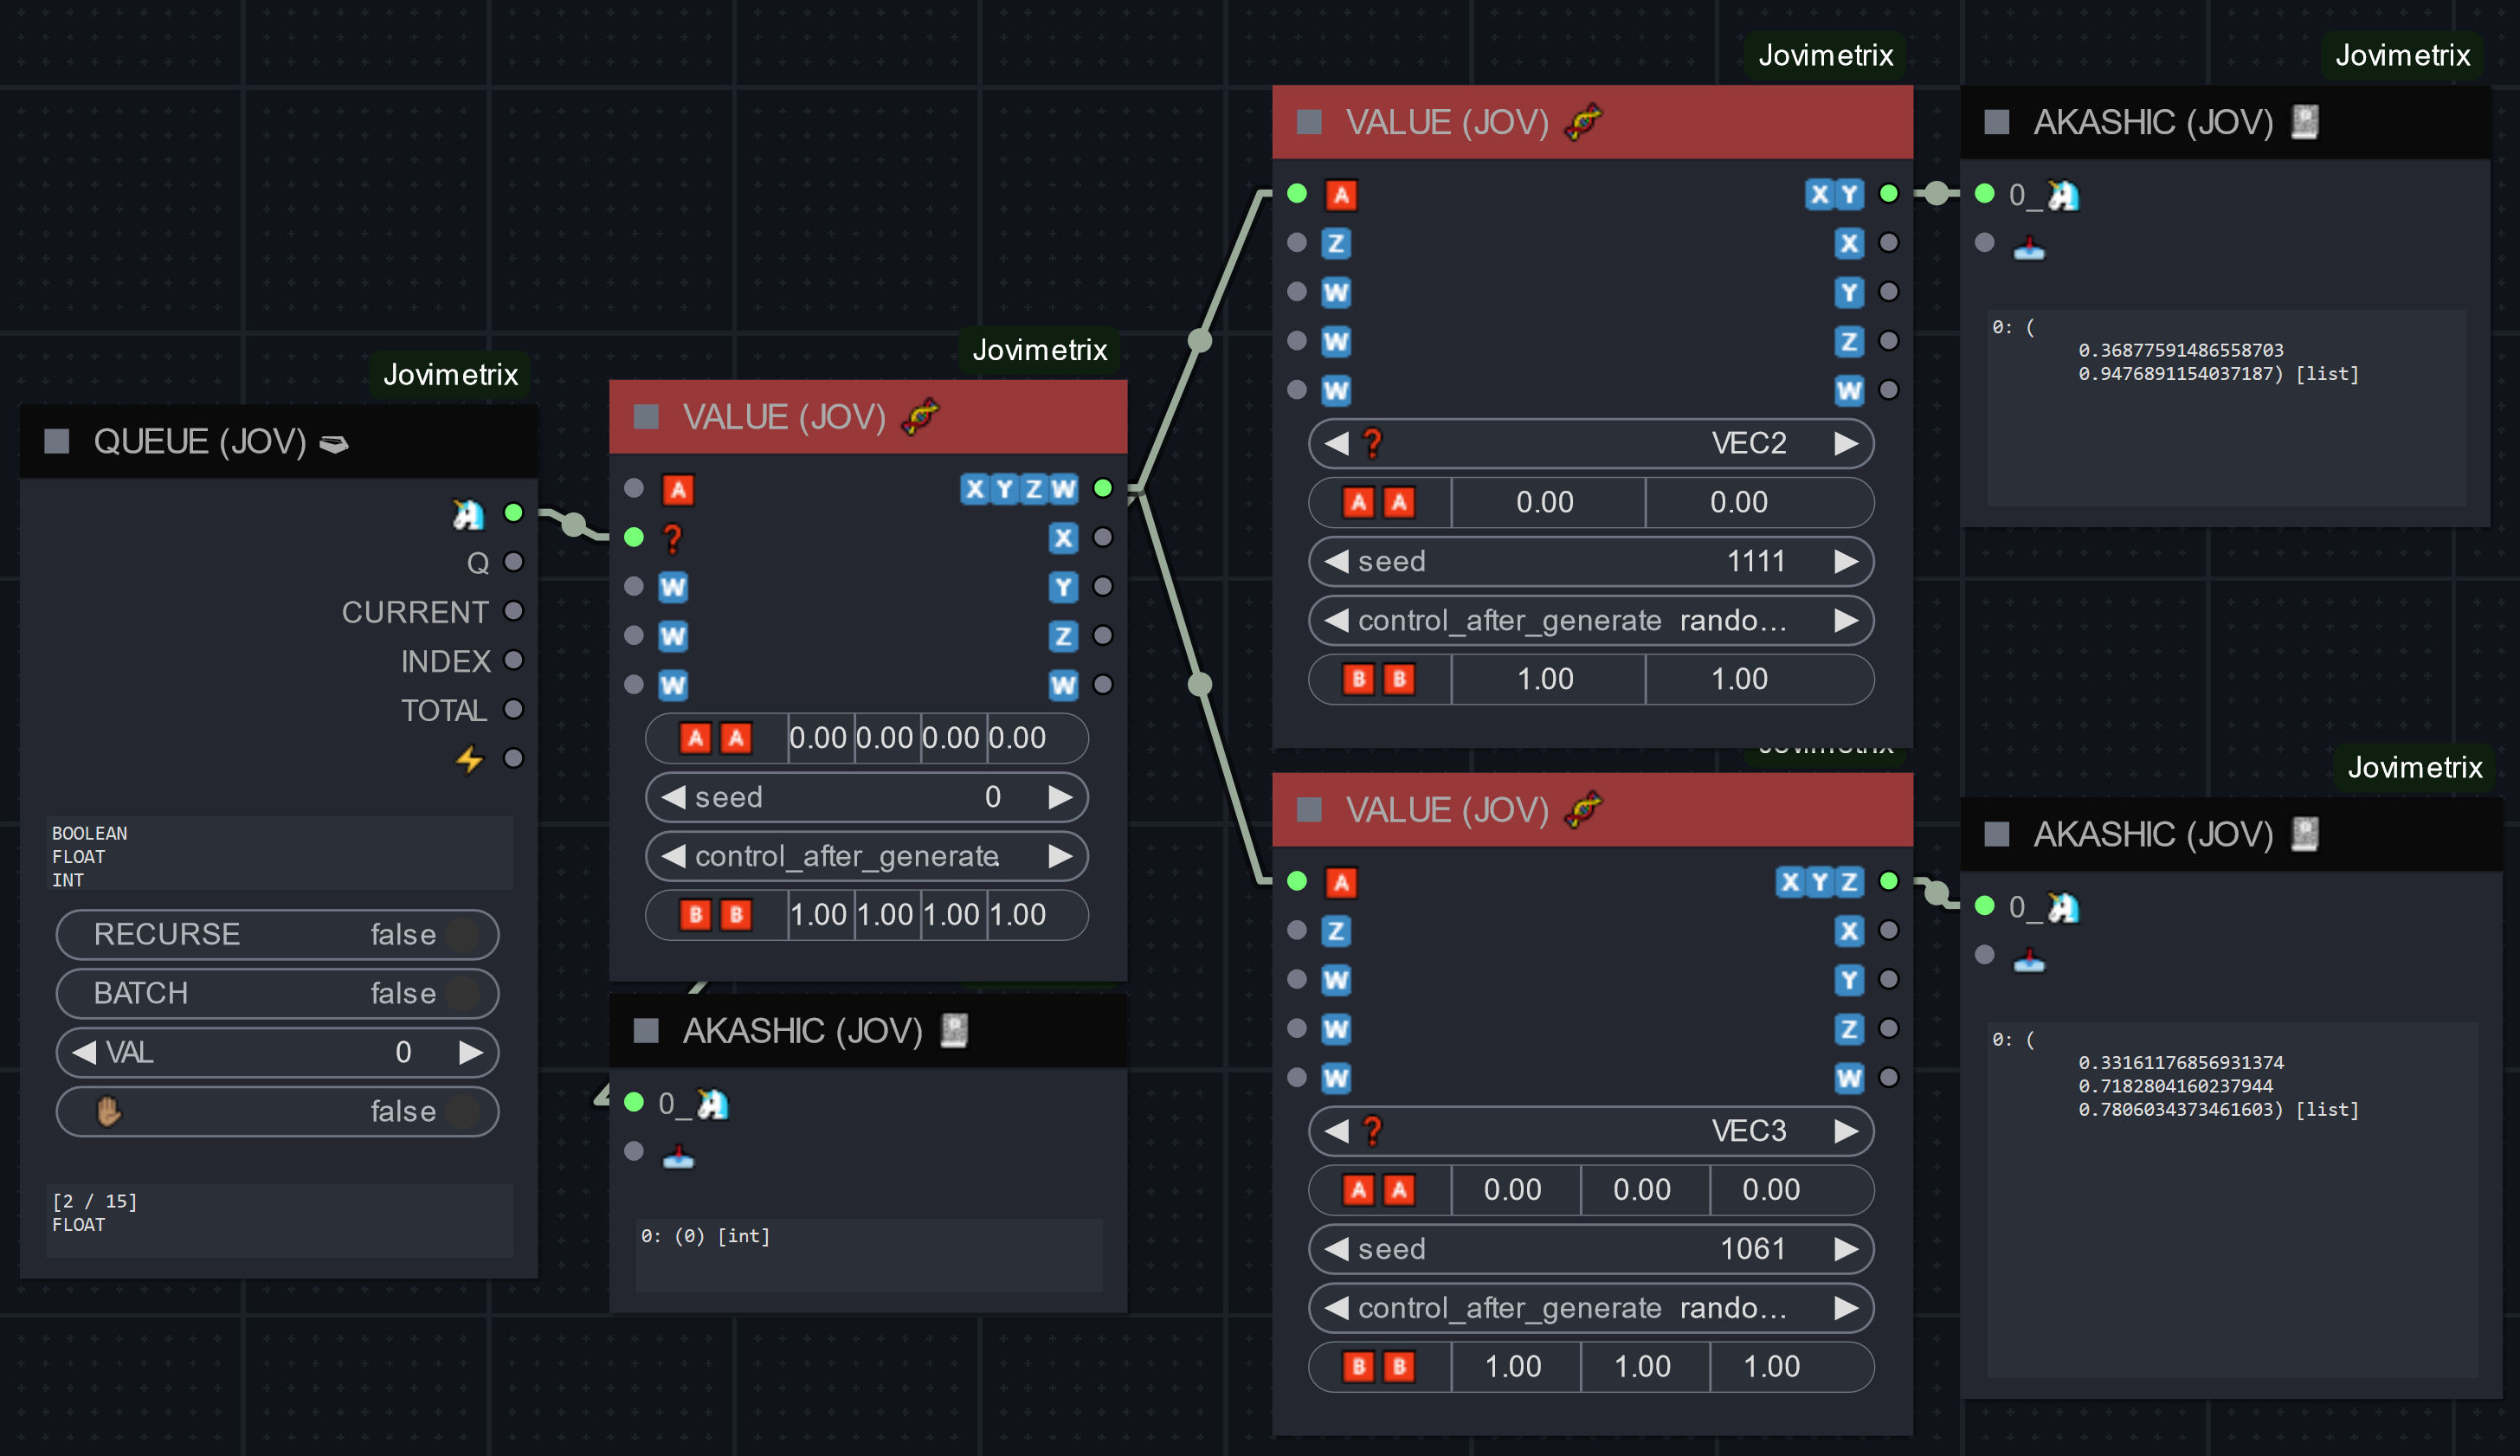 Jovimetrix
QUEUE (JOV)
Q
CURRENT
INDEX
TOTAL
BOOLEAN
FLOAT
INT
RECURSE false
BATCH false
VAL 0
false
[2 / 15]
FLOAT
Jovimetrix
VALUE (JOV)
A X Y Z W
? X
W Y
W Z
W W
A A 0.00 0.00 0.00 0.00
seed 0
control_after_generate
B B 1.00 1.00 1.00 1.00
AKASHIC (JOV)
0_
0: (0) [int]
Jovimetrix
VALUE (JOV)
A X Y
Z X
W Y
W Z
W W
? VEC2
A A 0.00 0.00
seed 1111
control_after_generate rando...
B B 1.00 1.00
Jovimetrix
AKASHIC (JOV)
0_
0: (
0.36877591486558703
0.9476891154037187) [list]
Jovimetrix
VALUE (JOV)
A X Y Z
Z X
W Y
W Z
W W
? VEC3
A A 0.00 0.00 0.00
seed 1061
control_after_generate rando...
B B 1.00 1.00 1.00
Jovimetrix
AKASHIC (JOV)
0_
0: (
0.33161176856931374
0.7182804160237944
0.7806034373461603) [list]